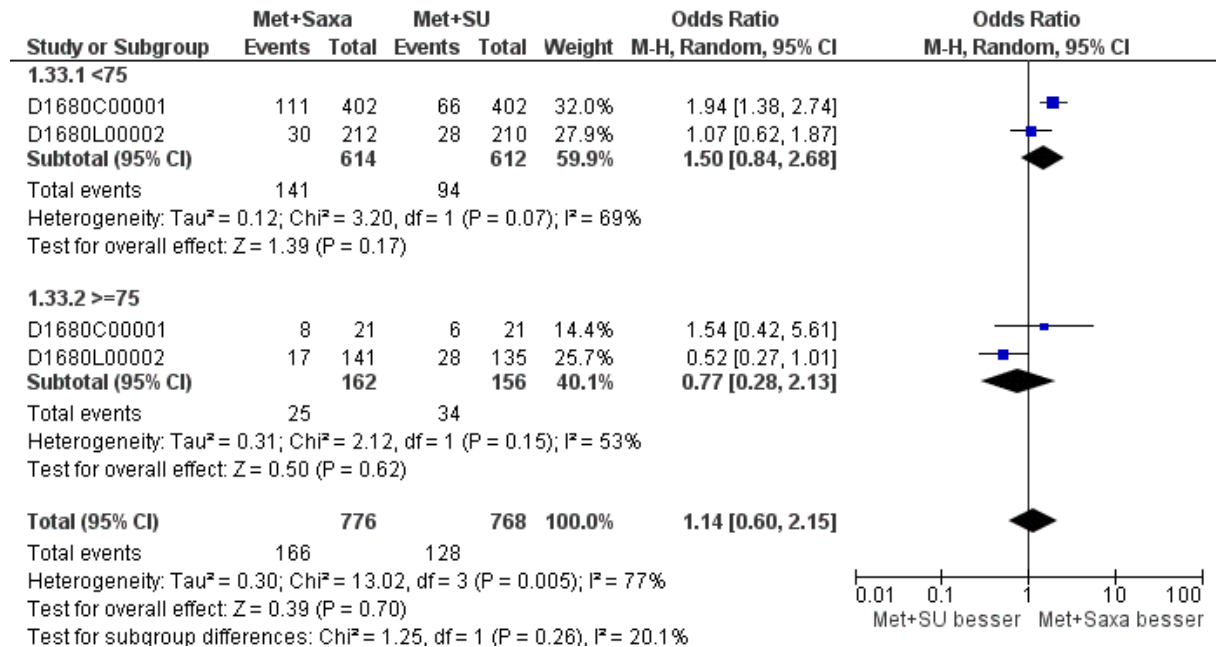 Met+Saxa Met+SU Odds Ratio Odds Ratio
Study or Subgroup Events Total Events Total Weight M-H, Random, 95% CI M-H, Random, 95% CI
1.33.1 <75
D1680C00001 111 402 66 402 32.0% 1.94 [1.38, 2.74]
D1680L00002 30 212 28 210 27.9% 1.07 [0.62, 1.87]
Subtotal (95% CI) 614 612 59.9% 1.50 [0.84, 2.68]
Total events 141 94
Heterogeneity: Tau² = 0.12; Chi² = 3.20, df = 1 (P = 0.07); I² = 69%
Test for overall effect: Z = 1.39 (P = 0.17)
1.33.2 >=75
D1680C00001 8 21 6 21 14.4% 1.54 [0.42, 5.61]
D1680L00002 17 141 28 135 25.7% 0.52 [0.27, 1.01]
Subtotal (95% CI) 162 156 40.1% 0.77 [0.28, 2.13]
Total events 25 34
Heterogeneity: Tau² = 0.31; Chi² = 2.12, df = 1 (P = 0.15); I² = 53%
Test for overall effect: Z = 0.50 (P = 0.62)
Total (95% CI) 776 768 100.0% 1.14 [0.60, 2.15]
Total events 166 128
Heterogeneity: Tau² = 0.30; Chi² = 13.02, df = 3 (P = 0.005); I² = 77%
Test for overall effect: Z = 0.39 (P = 0.70)
Test for subgroup differences: Chi² = 1.25, df = 1 (P = 0.26), I² = 20.1%
0.01 0.1 1 10 100
Met+SU besser Met+Saxa besser